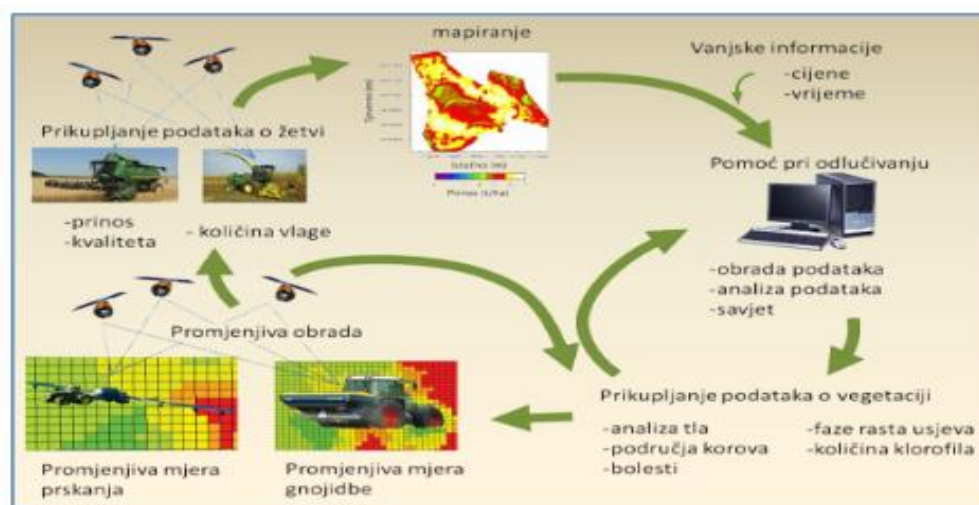 mapiranje
Vanjske informacije
-cijene
-vrijeme
Prikupljanje podataka o žetvi
-prinos
-kvaliteta
- količina vlage
Pomoć pri odlučivanju
-obrada podataka
-analiza podataka
-savjet
Promjenjiva obrada
Promjenjiva mjera
prskanja
Promjenjiva mjera
gnojidbe
Prikupljanje podataka o vegetaciji
-analiza tla
-područja korova
-bolesti
-faze rasta usjeva
-količina klorofila